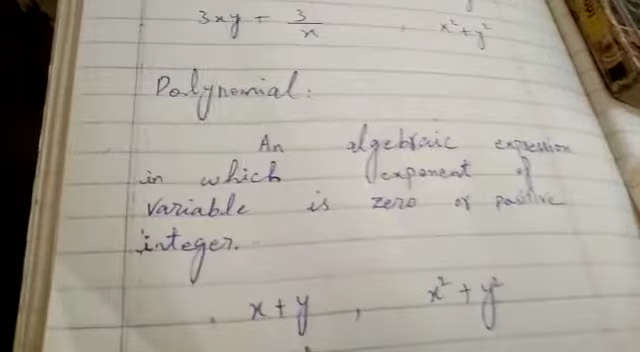 3xy + 3/x , x² + y²
Polynomial:
An algebraic expression
in which exponent of
variable is zero or positive
integer.
x + y , x² + y²